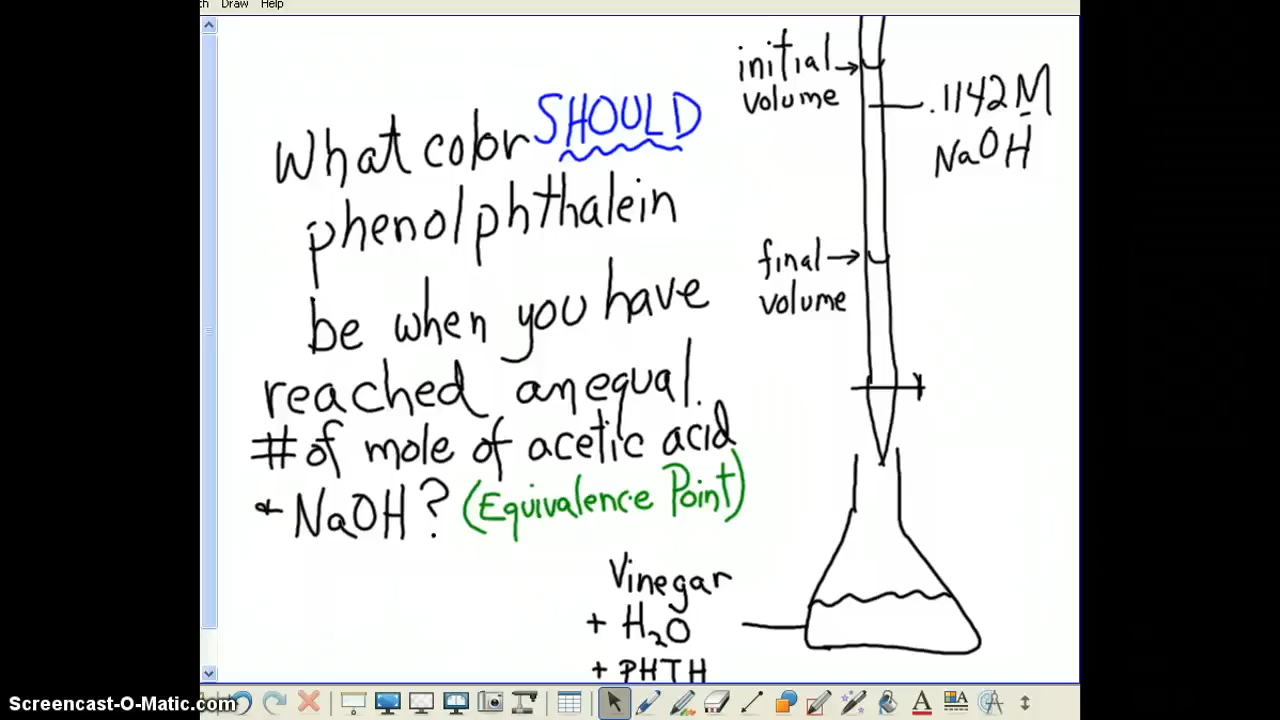 Draw Help
What color SHOULD
phenolphthalein
be when you have
reached an equal
# of mole of acetic acid
& NaOH? (Equivalence Point)
initial
volume
.1142 M
NaOH
final
volume
Vinegar
+ H₂O
+ PHTH
Screencast-O-Matic.com